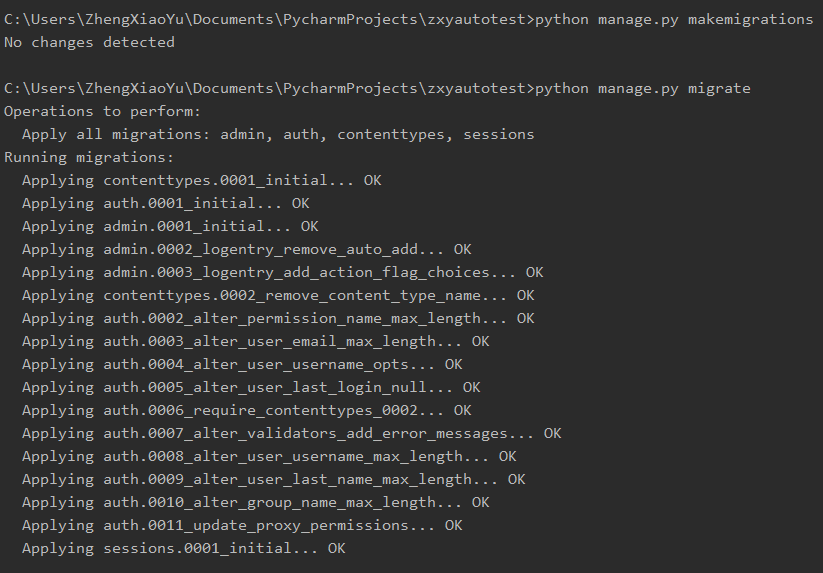 C:\Users\ZhengXiaoYu\Documents\PycharmProjects\zxyautotest>python manage.py makemigrations
No changes detected
C:\Users\ZhengXiaoYu\Documents\PycharmProjects\zxyautotest>python manage.py migrate
Operations to perform:
  Apply all migrations: admin, auth, contenttypes, sessions
Running migrations:
  Applying contenttypes.0001_initial... OK
  Applying auth.0001_initial... OK
  Applying admin.0001_initial... OK
  Applying admin.0002_logentry_remove_auto_add... OK
  Applying admin.0003_logentry_add_action_flag_choices... OK
  Applying contenttypes.0002_remove_content_type_name... OK
  Applying auth.0002_alter_permission_name_max_length... OK
  Applying auth.0003_alter_user_email_max_length... OK
  Applying auth.0004_alter_user_username_opts... OK
  Applying auth.0005_alter_user_last_login_null... OK
  Applying auth.0006_require_contenttypes_0002... OK
  Applying auth.0007_alter_validators_add_error_messages... OK
  Applying auth.0008_alter_user_username_max_length... OK
  Applying auth.0009_alter_user_last_name_max_length... OK
  Applying auth.0010_alter_group_name_max_length... OK
  Applying auth.0011_update_proxy_permissions... OK
  Applying sessions.0001_initial... OK